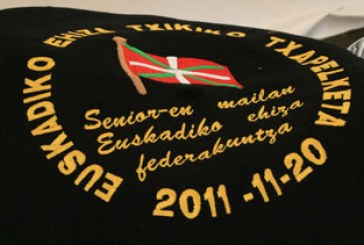 EUSKADIKO EHIZA TXIKIKO TXAPELKETA
Senior-en mailan
Euskadiko ehiza
federakuntza
2011-11-20